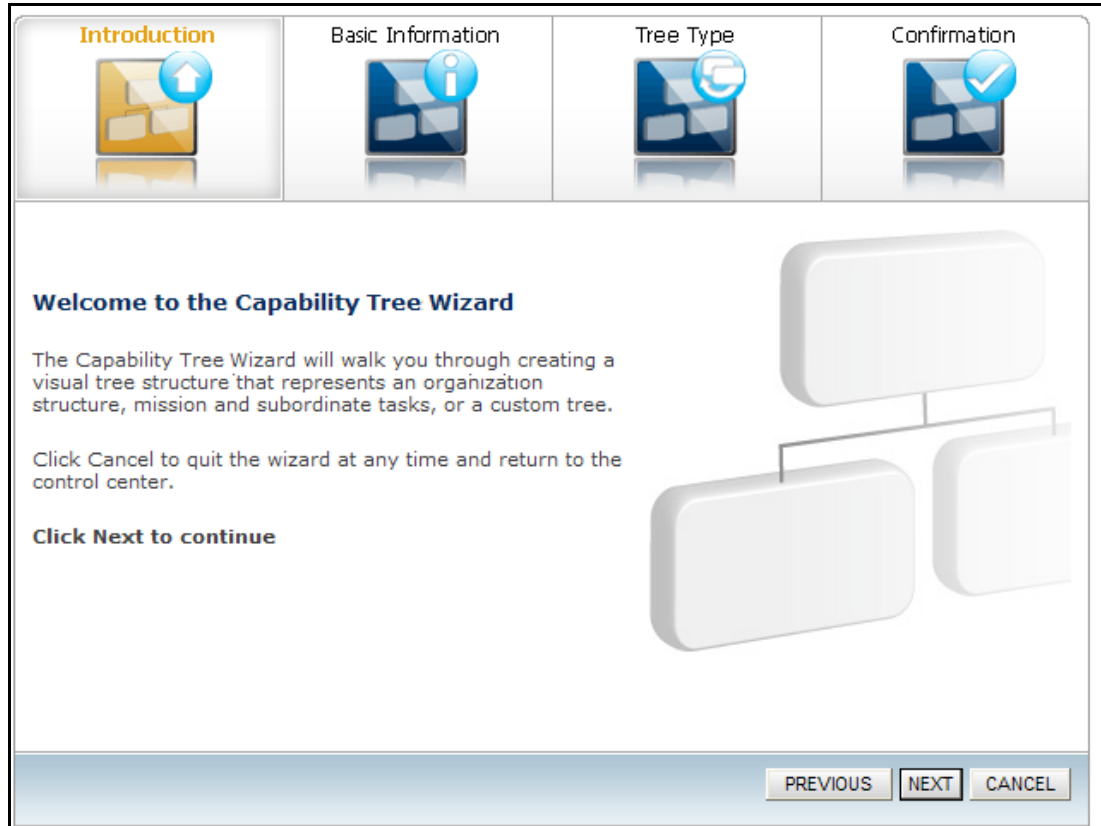 Introduction
Basic Information
Tree Type
Confirmation
Welcome to the Capability Tree Wizard
The Capability Tree Wizard will walk you through creating a
visual tree structure that represents an organization
structure, mission and subordinate tasks, or a custom tree.
Click Cancel to quit the wizard at any time and return to the
control center.
Click Next to continue
PREVIOUS
NEXT
CANCEL